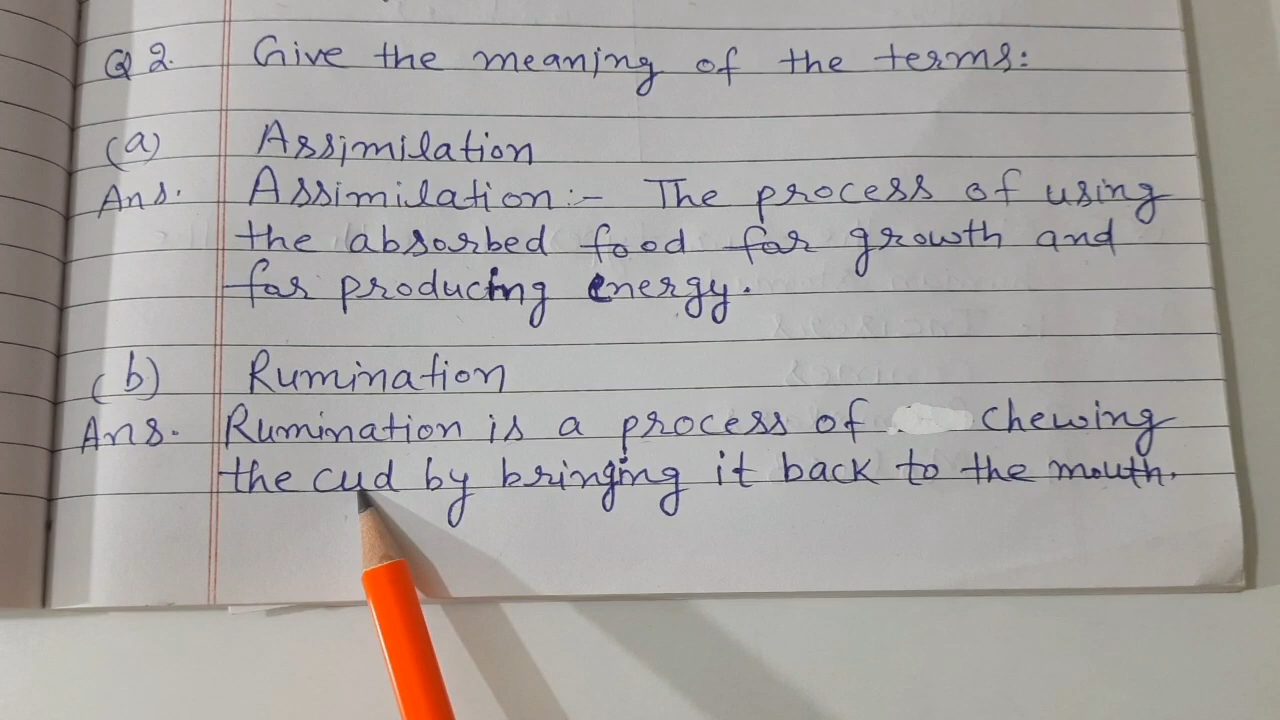 Q 2. Give the meaning of the terms:
(a) Assimilation
Ans. Assimilation:- The process of using
the absorbed food for growth and
for producing energy.
(b) Rumination
Ans. Rumination is a process of chewing
the cud by bringing it back to the mouth.